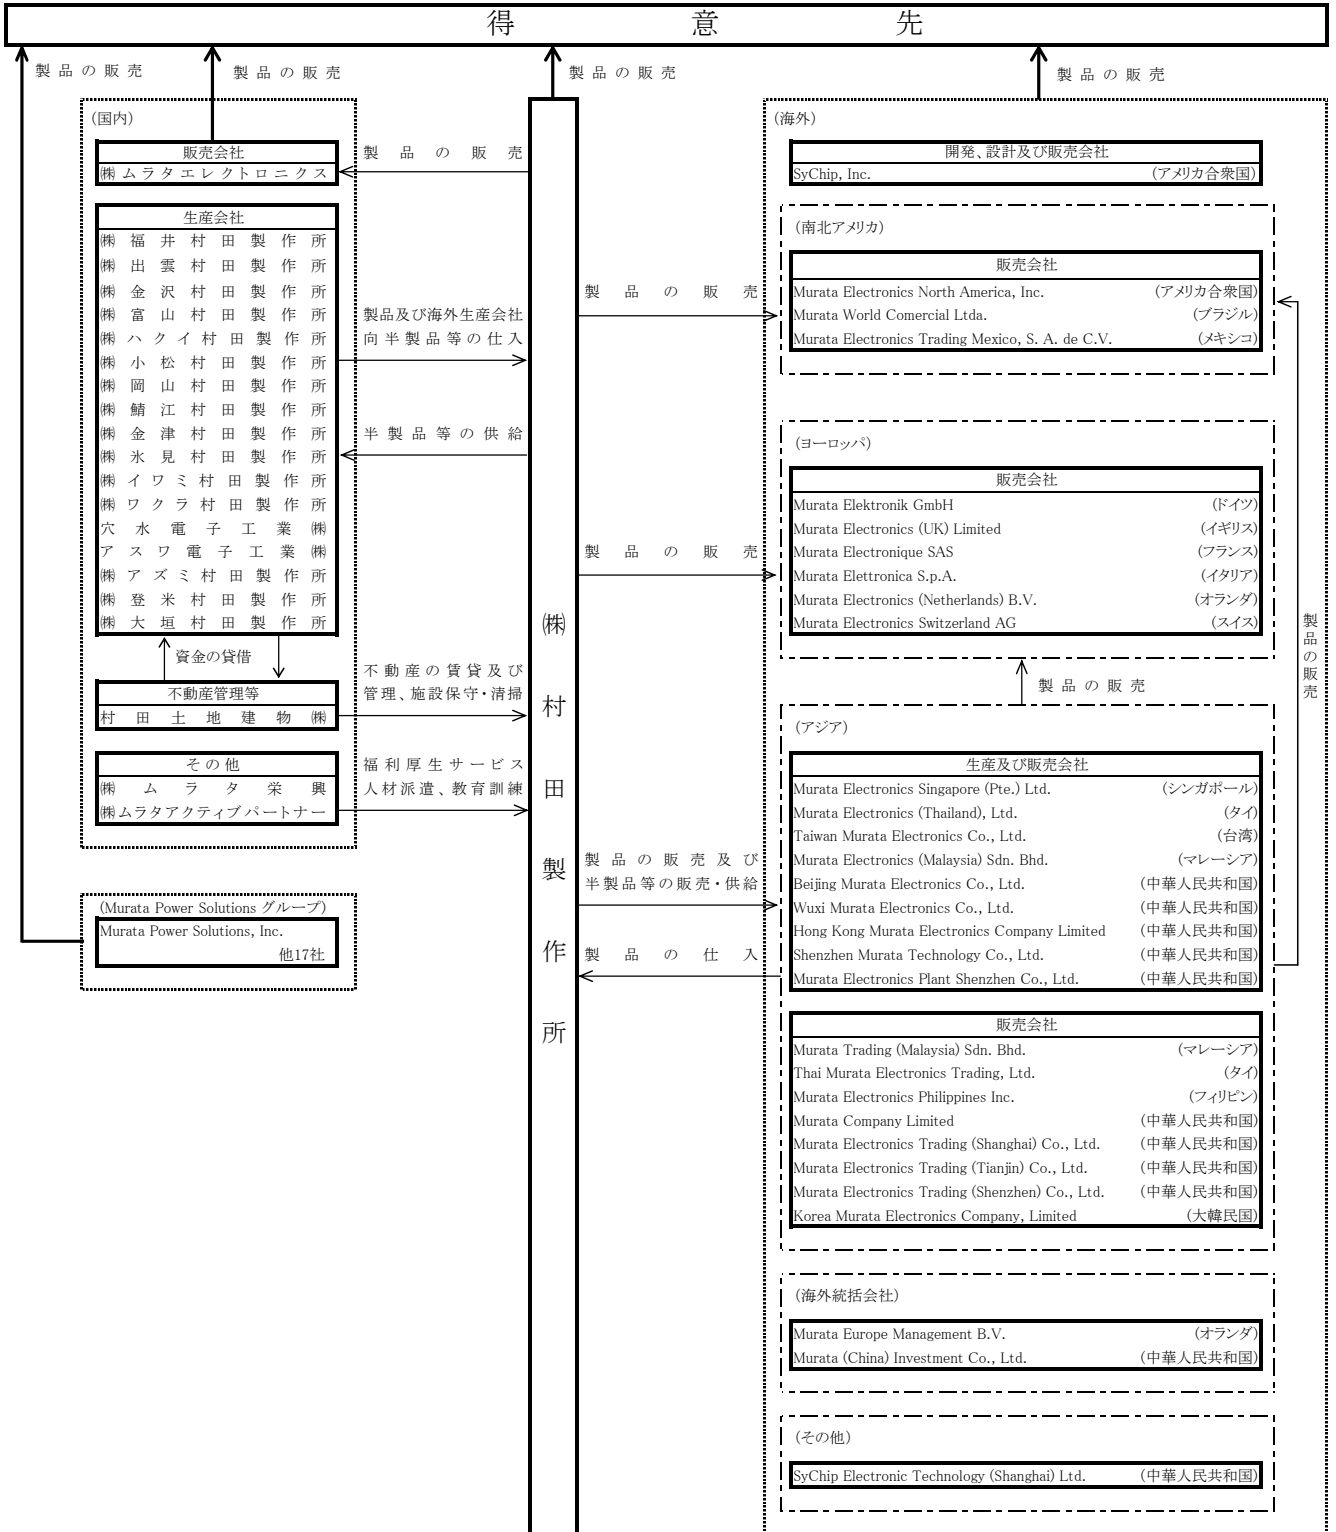 得意先
製品の販売
製品の販売
製品の販売
製品の販売
(国内)
販売会社
㈱ムラタエレクトロニクス
製品の販売
生産会社
㈱福井村田製作所
㈱出雲村田製作所
㈱金沢村田製作所
㈱富山村田製作所
㈱ハクイ村田製作所
㈱小松村田製作所
㈱岡山村田製作所
㈱鯖江村田製作所
㈱金津村田製作所
㈱氷見村田製作所
㈱イワミ村田製作所
㈱ワクラ村田製作所
穴水電子工業㈱
アスワ電子工業㈱
㈱アズミ村田製作所
㈱登米村田製作所
㈱大垣村田製作所
製品及び海外生産会社
向半製品等の仕入
半製品等の供給
資金の貸借
不動産管理等
村田土地建物㈱
不動産の賃貸及び
管理、施設保守・清掃
その他
㈱ムラタ栄興
㈱ムラタアクティブパートナー
福利厚生サービス
人材派遣、教育訓練
(Murata Power Solutions グループ)
Murata Power Solutions, Inc.
他17社
㈱村田製作所
製品の販売
製品の販売
製品の販売及び
半製品等の販売・供給
製品の仕入
(海外)
開発、設計及び販売会社
SyChip, Inc. (アメリカ合衆国)
(南北アメリカ)
販売会社
Murata Electronics North America, Inc. (アメリカ合衆国)
Murata World Comercial Ltda. (ブラジル)
Murata Electronics Trading Mexico, S. A. de C.V. (メキシコ)
(ヨーロッパ)
販売会社
Murata Elektronik GmbH (ドイツ)
Murata Electronics (UK) Limited (イギリス)
Murata Electronique SAS (フランス)
Murata Elettronica S.p.A. (イタリア)
Murata Electronics (Netherlands) B.V. (オランダ)
Murata Electronics Switzerland AG (スイス)
製品の販売
製品の販売
(アジア)
生産及び販売会社
Murata Electronics Singapore (Pte.) Ltd. (シンガポール)
Murata Electronics (Thailand), Ltd. (タイ)
Taiwan Murata Electronics Co., Ltd. (台湾)
Murata Electronics (Malaysia) Sdn. Bhd. (マレーシア)
Beijing Murata Electronics Co., Ltd. (中華人民共和国)
Wuxi Murata Electronics Co., Ltd. (中華人民共和国)
Hong Kong Murata Electronics Company Limited (中華人民共和国)
Shenzhen Murata Technology Co., Ltd. (中華人民共和国)
Murata Electronics Plant Shenzhen Co., Ltd. (中華人民共和国)
販売会社
Murata Trading (Malaysia) Sdn. Bhd. (マレーシア)
Thai Murata Electronics Trading, Ltd. (タイ)
Murata Electronics Philippines Inc. (フィリピン)
Murata Company Limited (中華人民共和国)
Murata Electronics Trading (Shanghai) Co., Ltd. (中華人民共和国)
Murata Electronics Trading (Tianjin) Co., Ltd. (中華人民共和国)
Murata Electronics Trading (Shenzhen) Co., Ltd. (中華人民共和国)
Korea Murata Electronics Company, Limited (大韓民国)
(海外統括会社)
Murata Europe Management B.V. (オランダ)
Murata (China) Investment Co., Ltd. (中華人民共和国)
(その他)
SyChip Electronic Technology (Shanghai) Ltd. (中華人民共和国)